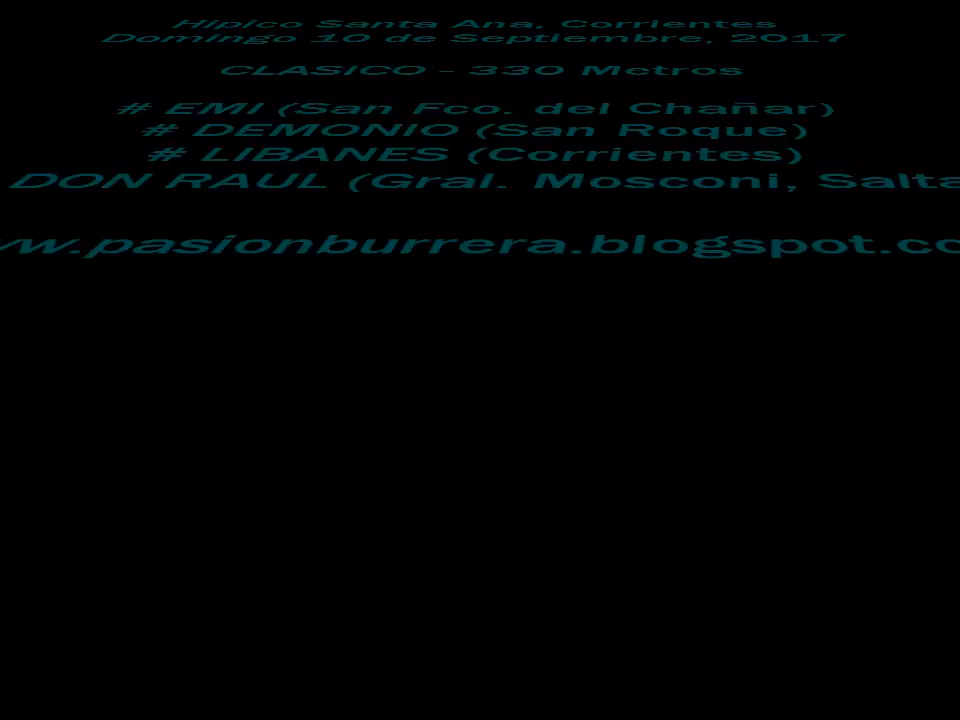 Hipico Santa Ana, Corrientes
Domingo 10 de Septiembre, 2017
CLASICO - 330 Metros
# EMI (San Fco. del Chañar)
# DEMONIO (San Roque)
# LIBANES (Corrientes)
DON RAUL (Gral. Mosconi, Salta
w.pasionburrera.blogspot.co